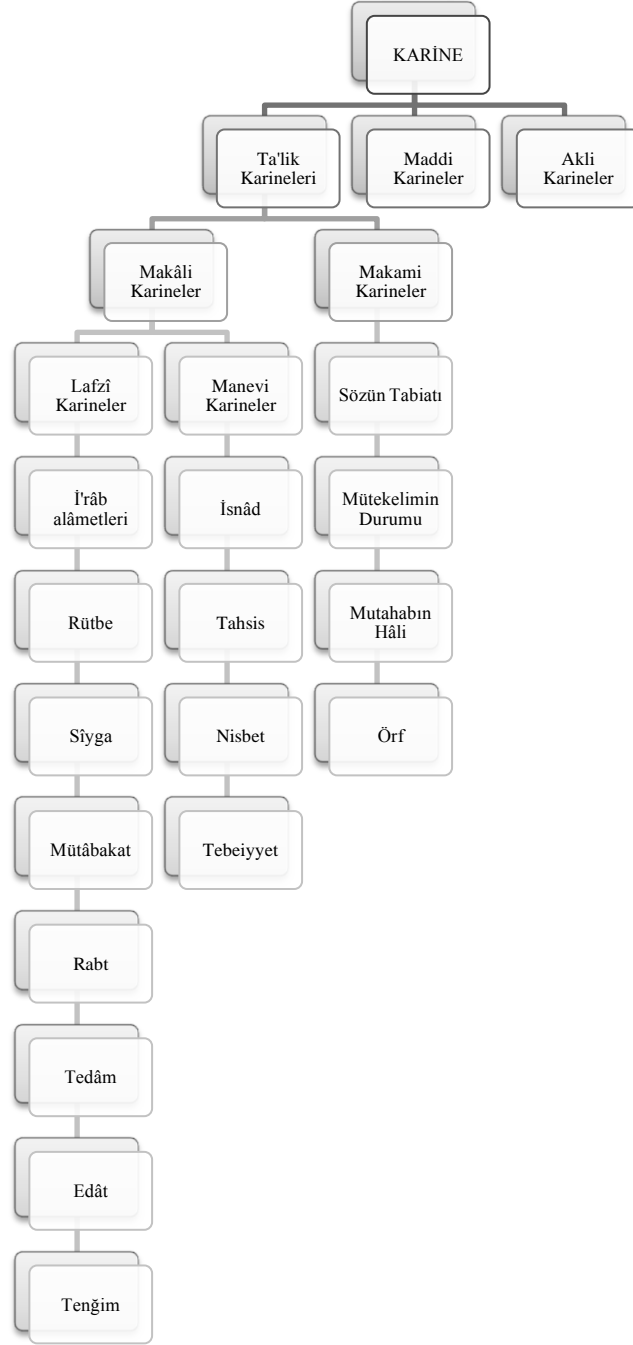 KARİNE
Ta'lik
Karineleri
Maddi
Karineler
Akli
Karineler
Makâli
Karineler
Makami
Karineler
Lafzî
Karineler
Manevi
Karineler
Sözün Tabiatı
İ'râb
alâmetleri
İsnâd
Mütekelimin
Durumu
Rütbe
Tahsis
Mutahabın
Hâli
Sîyga
Nisbet
Örf
Mütâbakat
Tebeiyyet
Rabt
Tedâm
Edât
Tenğim